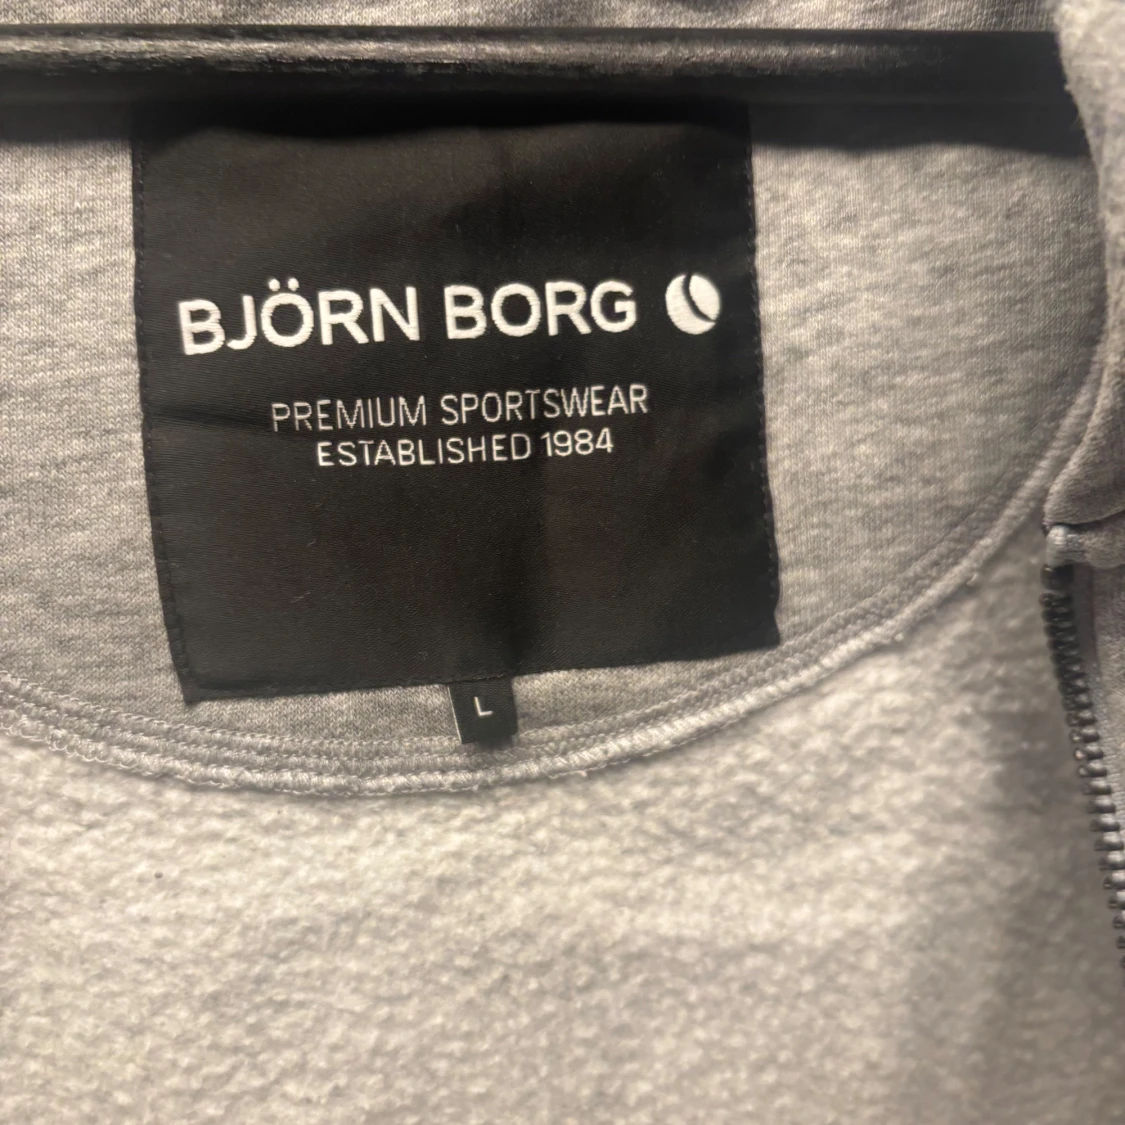 BJÖRN BORG
PREMIUM SPORTSWEAR
ESTABLISHED 1984
L